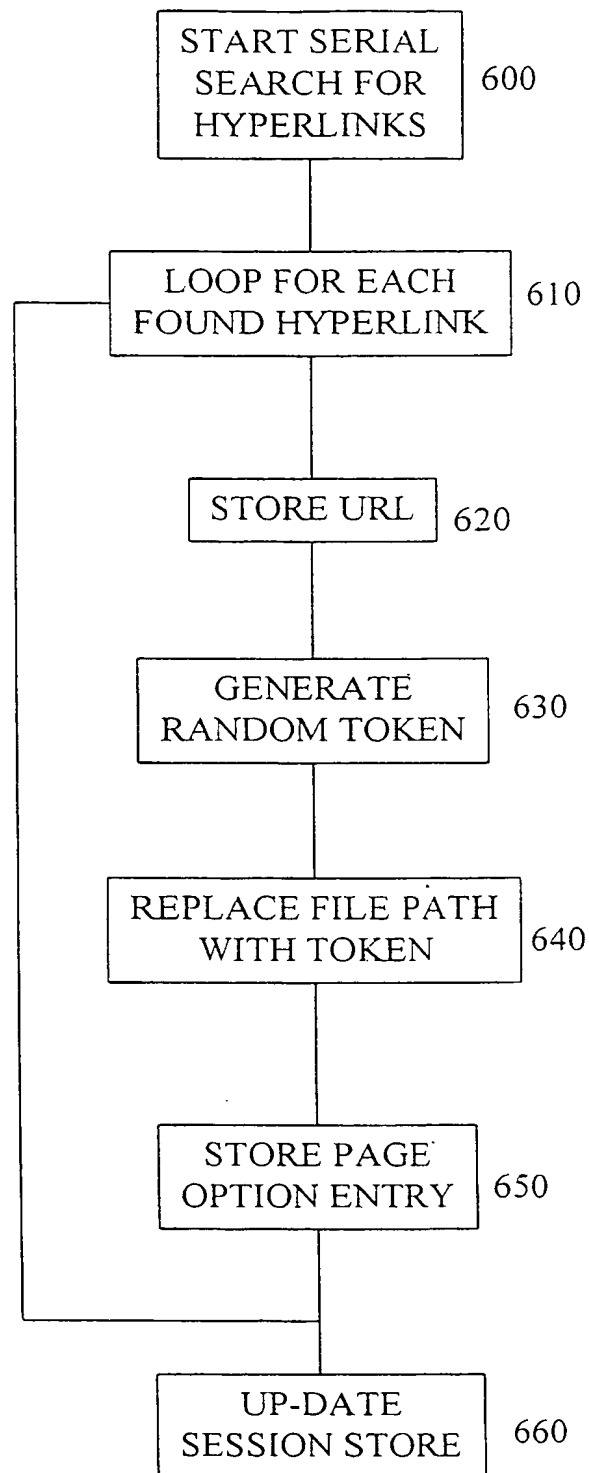 START SERIAL
SEARCH FOR
HYPERLINKS
600
LOOP FOR EACH
FOUND HYPERLINK
610
STORE URL
620
GENERATE
RANDOM TOKEN
630
REPLACE FILE PATH
WITH TOKEN
640
STORE PAGE
OPTION ENTRY
650
UP-DATE
SESSION STORE
660